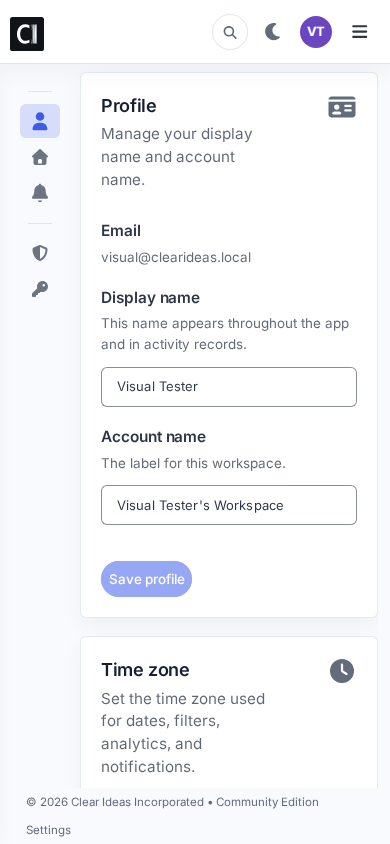 CI
VT
Profile
Manage your display
name and account
name.
Email
visual@clearideas.local
Display name
This name appears throughout the app
and in activity records.
Visual Tester
Account name
The label for this workspace.
Visual Tester's Workspace
Save profile
Time zone
Set the time zone used
for dates, filters,
analytics, and
notifications.
© 2026 Clear Ideas Incorporated • Community Edition
Settings